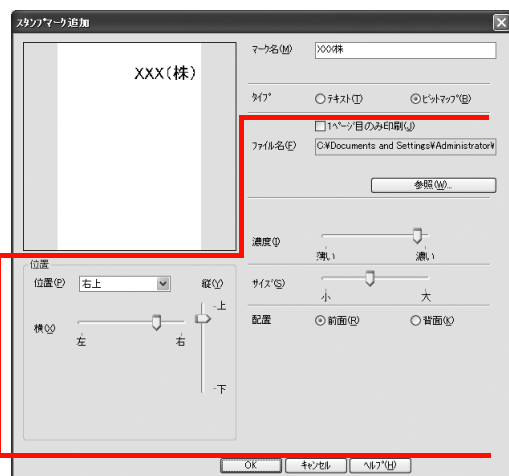 スタンプマーク追加
XXX(株)
マーク名(M) XXX(株
タイプ テキスト(T) ビットマップ(B)
1ページ目のみ印刷(J)
ファイル名(F) C:¥Documents and Settings¥Administrator¥
参照(W)...
濃度(I)
薄い 濃い
サイズ(S)
小 大
配置 前面(R) 背面(K)
位置
位置(P) 右上 縦(Y)
上
横(X)
左 右
下
OK キャンセル ヘルプ(H)